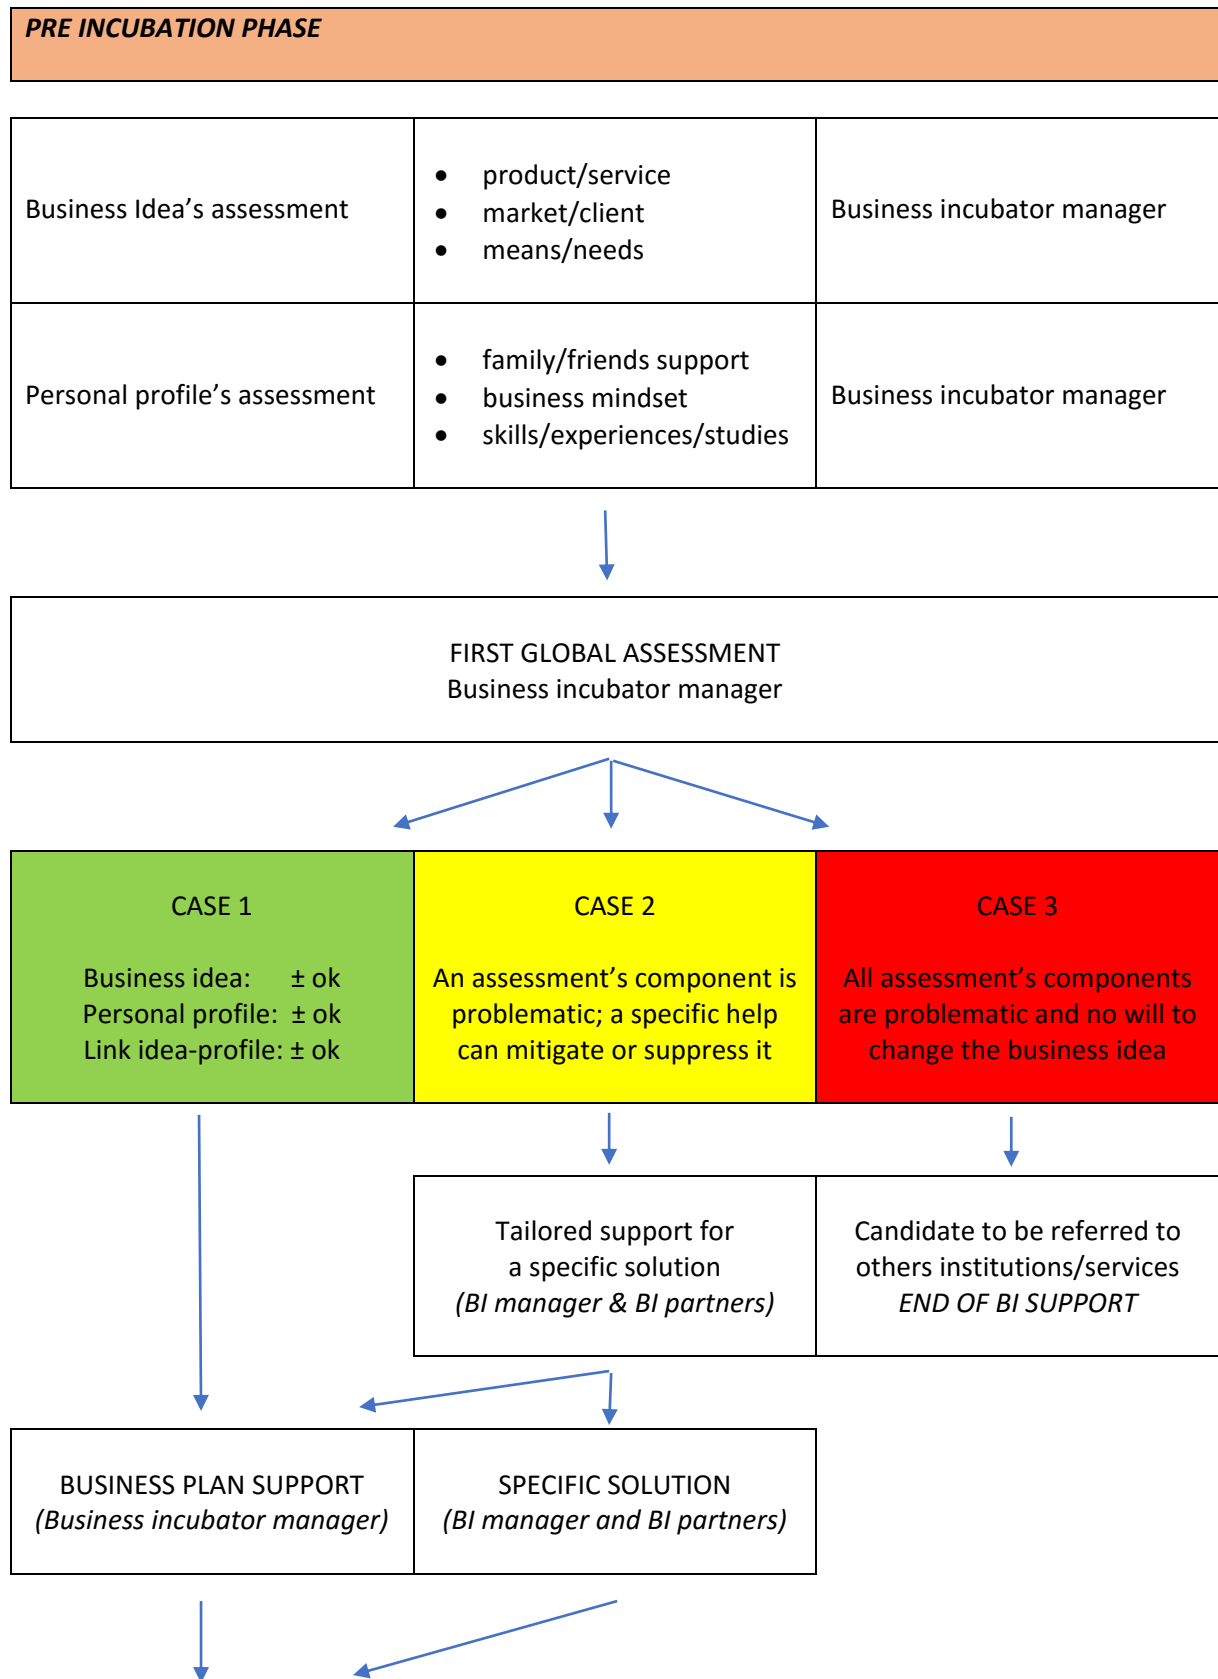 PRE INCUBATION PHASE
Business Idea’s assessment
• product/service
• market/client
• means/needs
Business incubator manager
Personal profile’s assessment
• family/friends support
• business mindset
• skills/experiences/studies
Business incubator manager
FIRST GLOBAL ASSESSMENT
Business incubator manager
CASE 1
Business idea: ± ok
Personal profile: ± ok
Link idea-profile: ± ok
CASE 2
An assessment’s component is
problematic; a specific help
can mitigate or suppress it
CASE 3
All assessment’s components
are problematic and no will to
change the business idea
Tailored support for
a specific solution
(BI manager & BI partners)
Candidate to be referred to
others institutions/services
END OF BI SUPPORT
BUSINESS PLAN SUPPORT
(Business incubator manager)
SPECIFIC SOLUTION
(BI manager and BI partners)